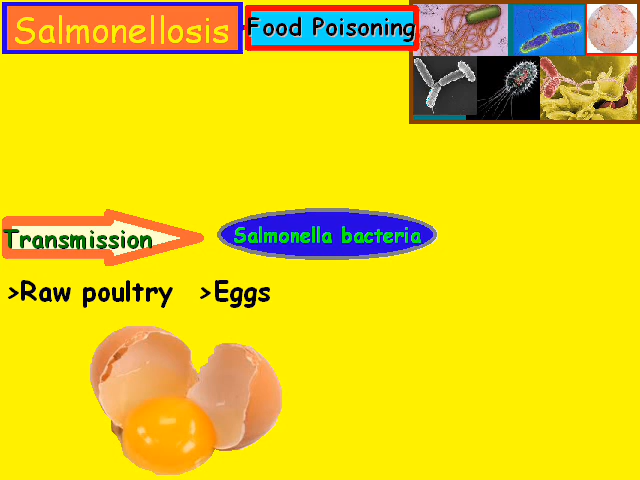 Salmonellosis
Food Poisoning
Transmission
Salmonella bacteria
>Raw poultry >Eggs